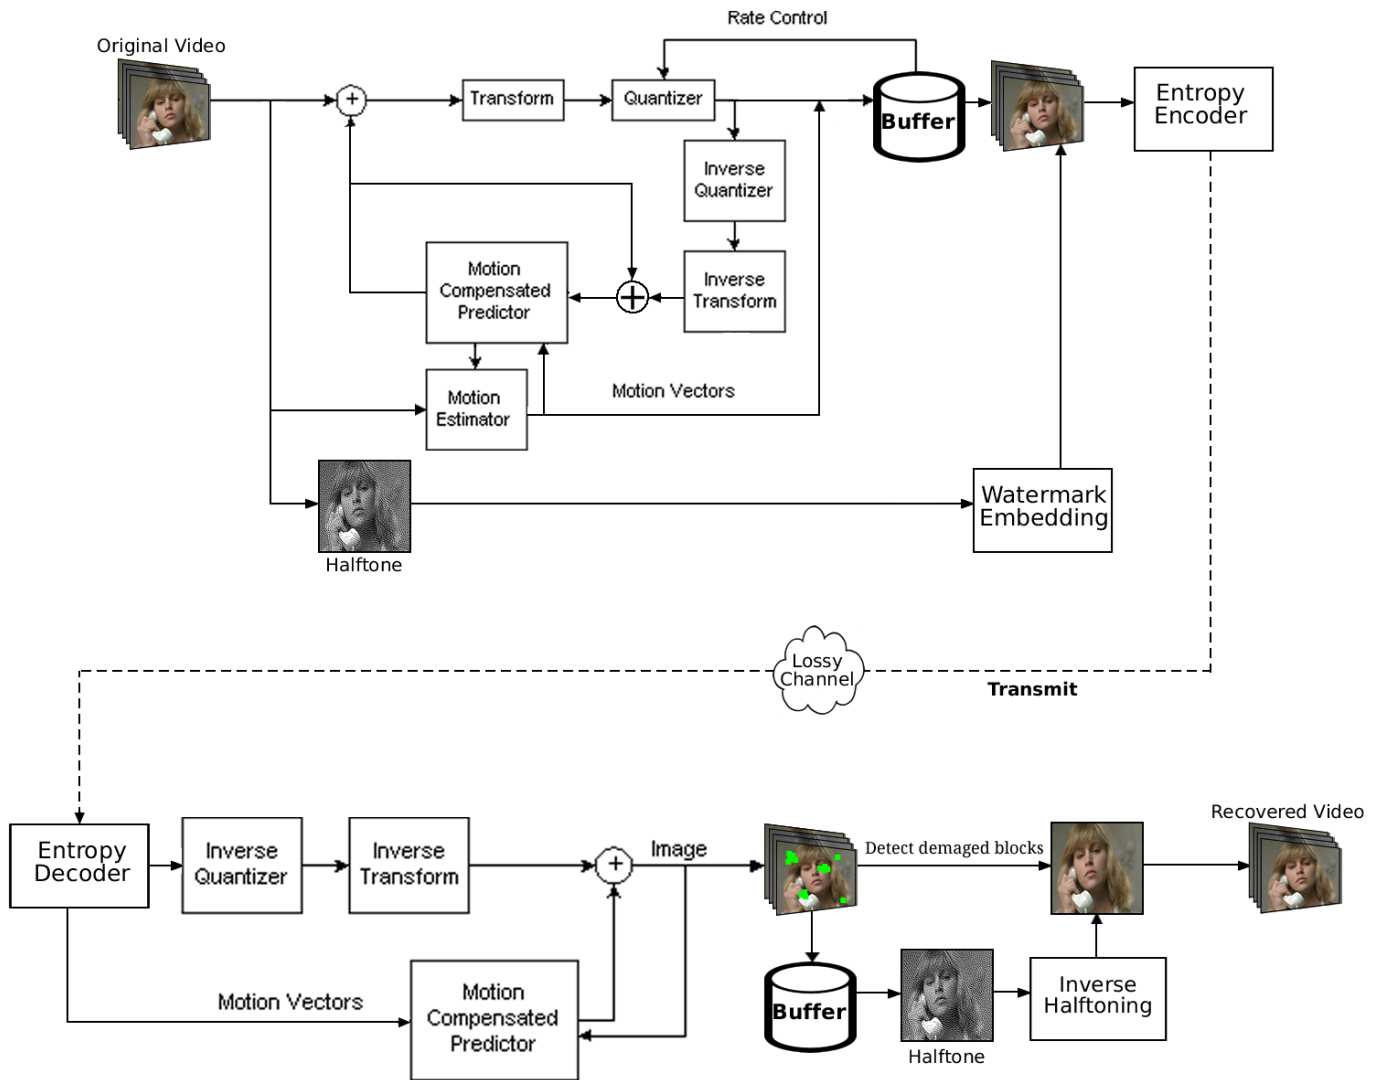 Rate Control
Original Video
Transform
Quantizer
Buffer
Entropy
Encoder
Inverse
Quantizer
Motion
Compensated
Predictor
Inverse
Transform
Motion
Estimator
Motion Vectors
Watermark
Embedding
Halftone
Lossy
Channel
Transmit
Recovered Video
Entropy
Decoder
Inverse
Quantizer
Inverse
Transform
Image
Detect demaged blocks
Motion Vectors
Motion
Compensated
Predictor
Buffer
Inverse
Halftoning
Halftone